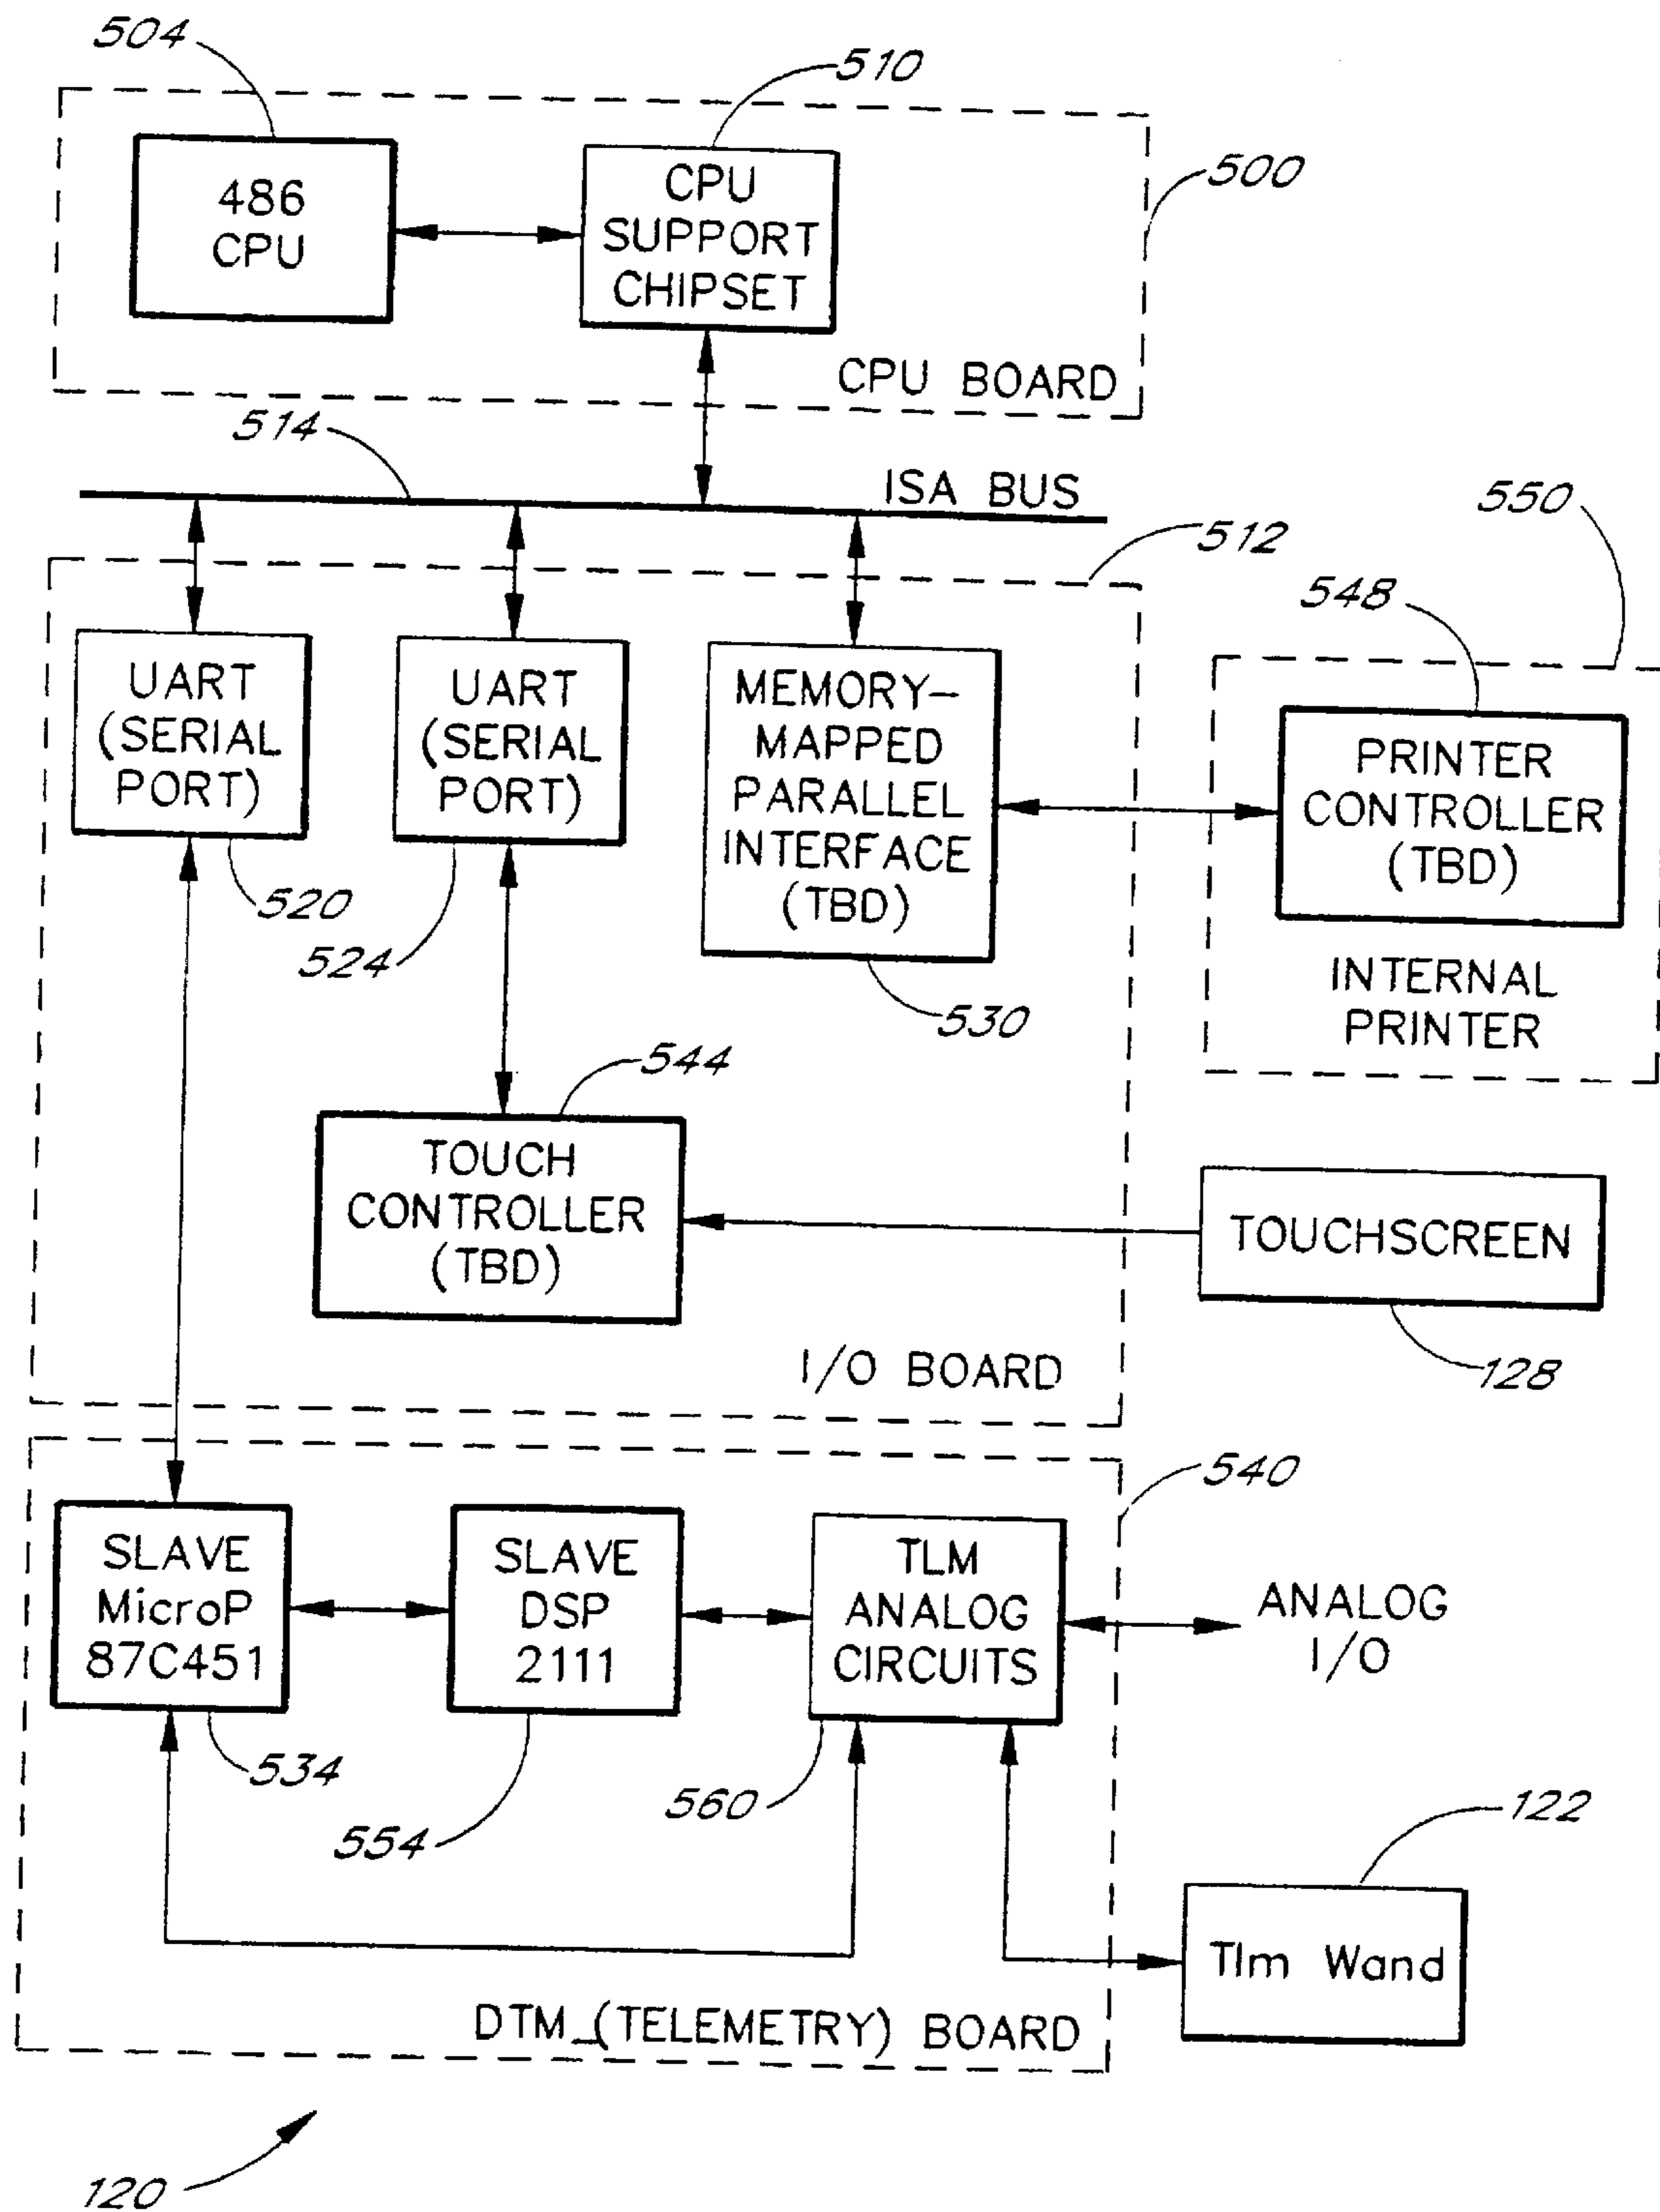 504
510
486
CPU
CPU
SUPPORT
CHIPSET
500
CPU BOARD
514
ISA BUS
550
512
548
UART
(SERIAL
PORT)
UART
(SERIAL
PORT)
MEMORY-
MAPPED
PARALLEL
INTERFACE
(TBD)
PRINTER
CONTROLLER
(TBD)
520
524
530
INTERNAL
PRINTER
544
TOUCH
CONTROLLER
(TBD)
TOUCHSCREEN
I/O BOARD
128
540
SLAVE
MicroP
87C451
SLAVE
DSP
2111
TLM
ANALOG
CIRCUITS
ANALOG
I/O
534
554
560
122
Tlm Wand
DTM_(TELEMETRY) BOARD
120